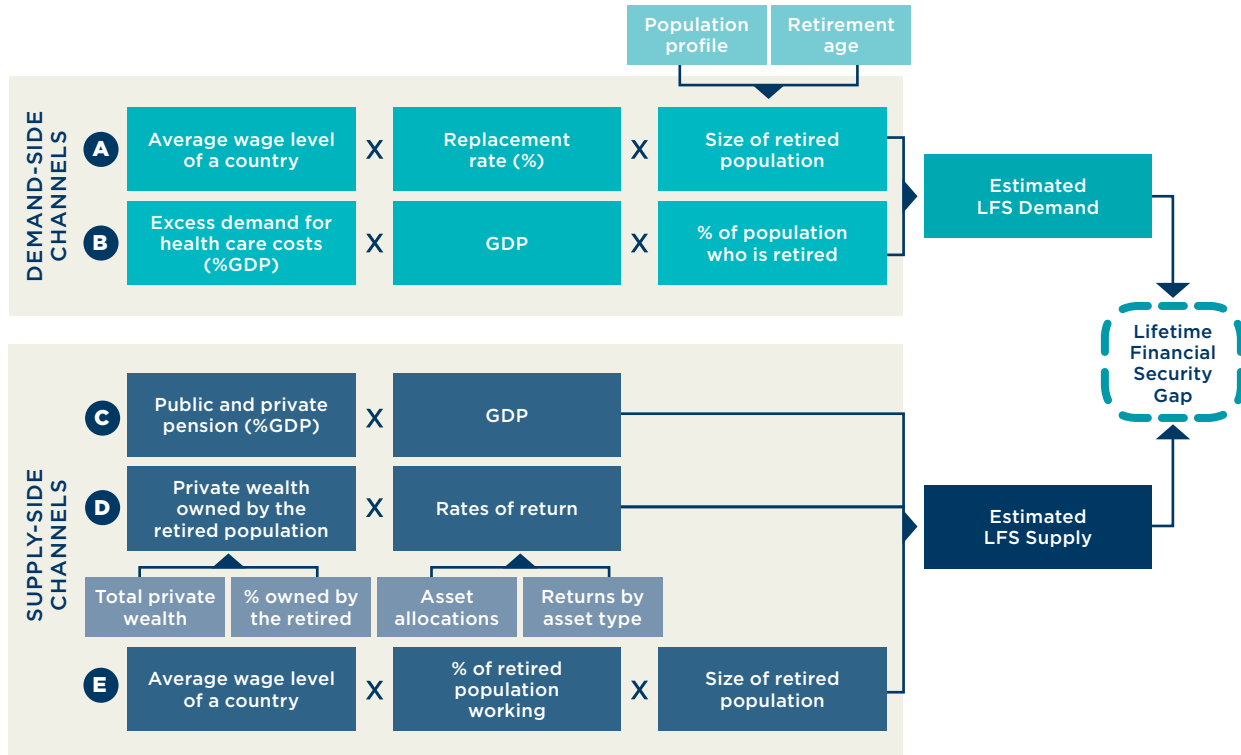 Population
profile
Retirement
age
DEMAND-SIDE
CHANNELS
A
Average wage level
of a country
X
Replacement
rate (%)
X
Size of retired
population
B
Excess demand for
health care costs
(%GDP)
X
GDP
X
% of population
who is retired
Estimated
LFS Demand
Lifetime
Financial
Security
Gap
SUPPLY-SIDE
CHANNELS
C
Public and private
pension (%GDP)
X
GDP
D
Private wealth
owned by the
retired population
X
Rates of return
Estimated
LFS Supply
Total private
wealth
% owned by
the retired
Asset
allocations
Returns by
asset type
E
Average wage level
of a country
X
% of retired
population
working
X
Size of retired
population